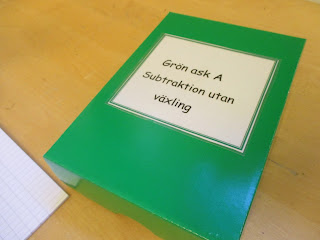 Grön ask A
Subtraktion utan
växling